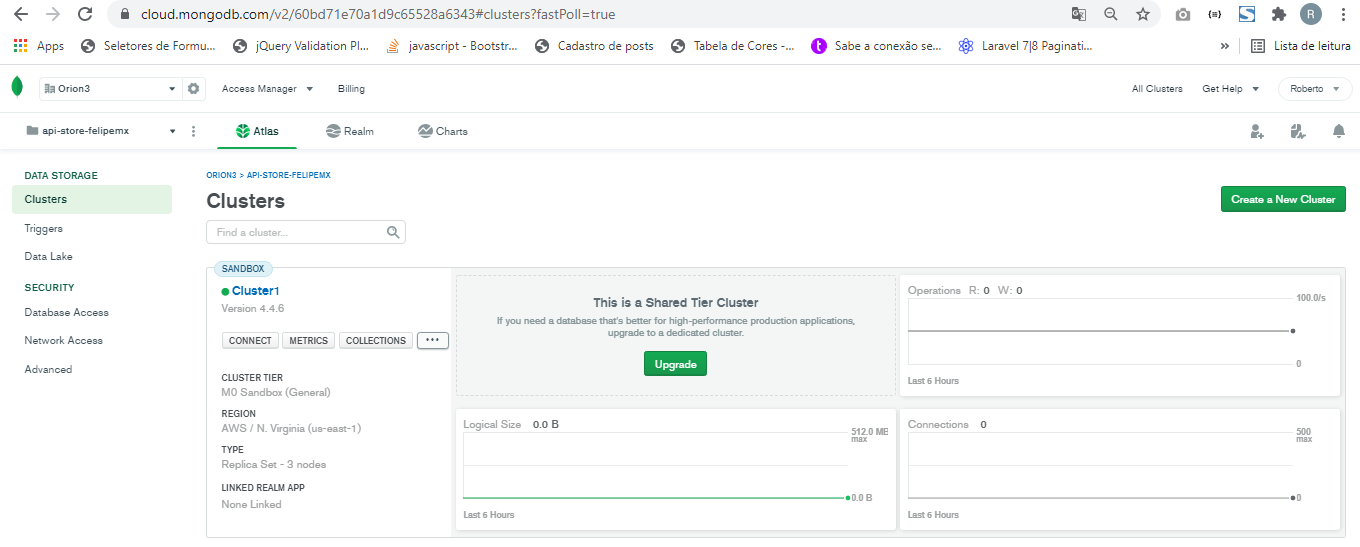 cloud.mongodb.com/v2/60bd71e70a1d9c65528a6343#clusters?fastPoll=true
R
Apps Seletores de Formu... jQuery Validation Pl... javascript - Bootstr... Cadastro de posts Tabela de Cores -... Sabe a conexão se... Laravel 7|8 Paginati... » Lista de leitura
Orion3 Access Manager Billing All Clusters Get Help Roberto
api-store-felipemx Atlas Realm Charts
DATA STORAGE
Clusters
Triggers
Data Lake
SECURITY
Database Access
Network Access
Advanced
ORION3 > API-STORE-FELIPEMX
Clusters
Create a New Cluster
Find a cluster...
SANDBOX
Cluster1
Version 4.4.6
CONNECT METRICS COLLECTIONS ...
CLUSTER TIER
M0 Sandbox (General)
REGION
AWS / N. Virginia (us-east-1)
TYPE
Replica Set - 3 nodes
LINKED REALM APP
None Linked
This is a Shared Tier Cluster
If you need a database that's better for high-performance production applications,
upgrade to a dedicated cluster.
Upgrade
Operations R: 0 W: 0
100.0/s
0
Last 6 Hours
Logical Size 0.0 B
512.0 MB
max
0.0 B
Last 6 Hours
Connections 0
500
max
0
Last 6 Hours